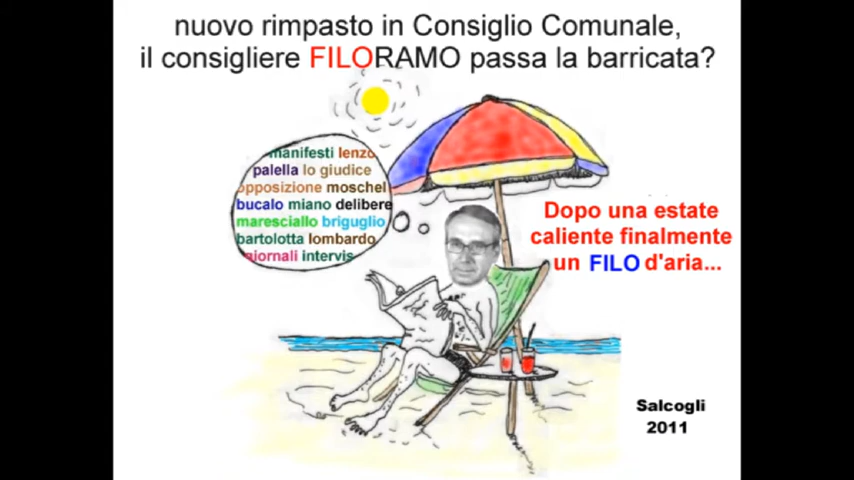 nuovo rimpasto in Consiglio Comunale,
il consigliere FILORAMO passa la barricata?
manifesti lenzo
palella lo giudice
opposizione moschel
bucalo miano delibere
maresciallo briguglio
bartolotta lombardo
giornali intervis
Dopo una estate
caliente finalmente
un FILO d'aria...
Salcogli
2011